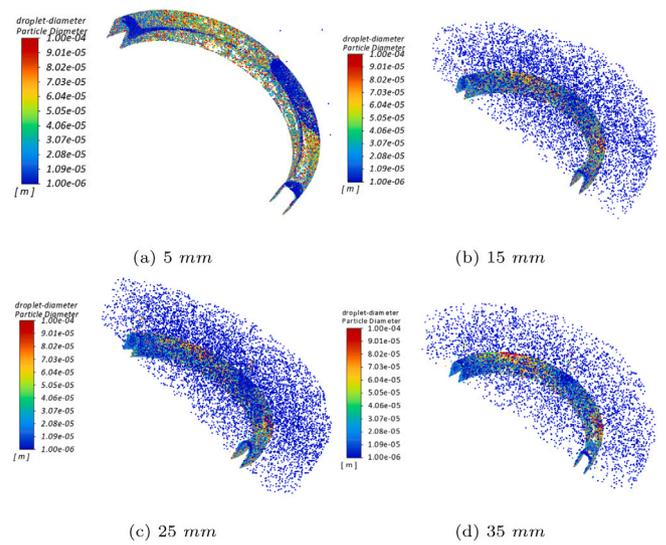 droplet-diameter
Particle Diameter
1.00e-04
9.01e-05
8.02e-05
7.03e-05
6.04e-05
5.05e-05
4.06e-05
3.07e-05
2.08e-05
1.09e-05
1.00e-06
[ m ]
(a) 5 mm
droplet-diameter
Particle Diameter
1.00e-04
9.01e-05
8.02e-05
7.03e-05
6.04e-05
5.05e-05
4.06e-05
3.07e-05
2.08e-05
1.09e-05
1.00e-06
[ m ]
(b) 15 mm
droplet-diameter
Particle Diameter
1.00e-04
9.01e-05
8.02e-05
7.03e-05
6.04e-05
5.05e-05
4.06e-05
3.07e-05
2.08e-05
1.09e-05
1.00e-06
[ m ]
(c) 25 mm
droplet-diameter
Particle Diameter
1.00e-04
9.01e-05
8.02e-05
7.03e-05
6.04e-05
5.05e-05
4.06e-05
3.07e-05
2.08e-05
1.09e-05
1.00e-06
[ m ]
(d) 35 mm